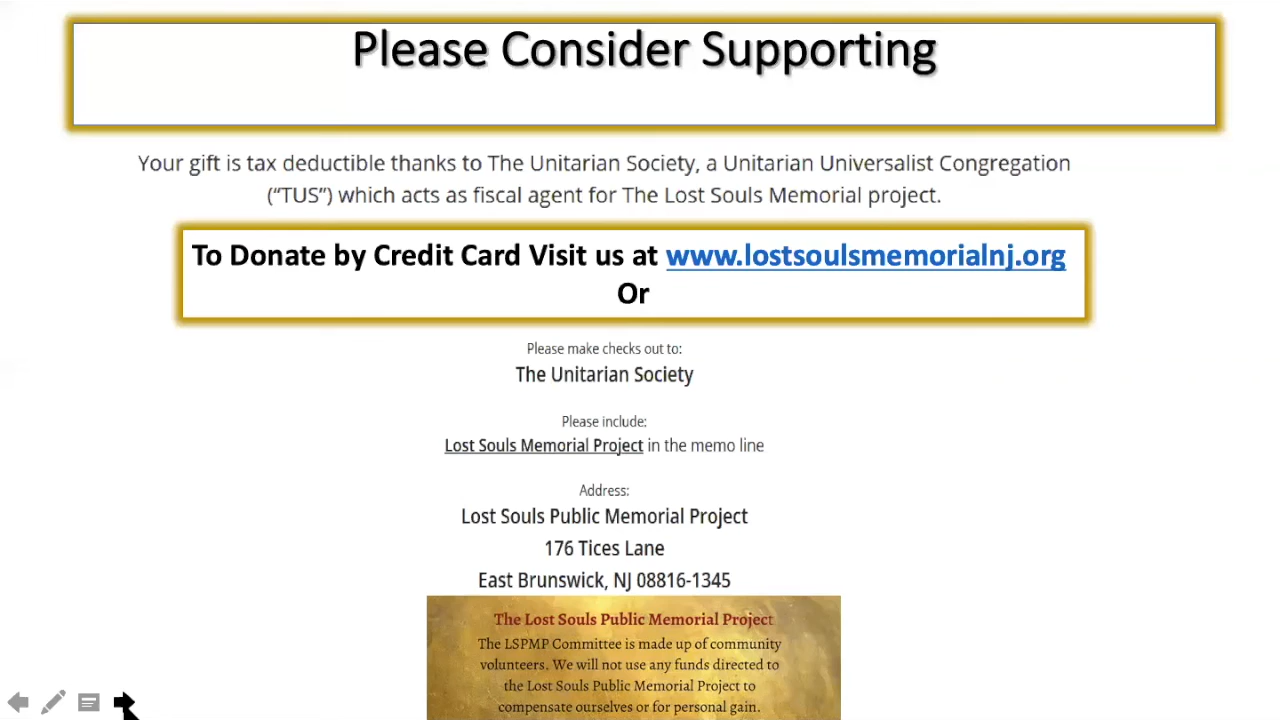 Please Consider Supporting
Your gift is tax deductible thanks to The Unitarian Society, a Unitarian Universalist Congregation
(“TUS”) which acts as fiscal agent for The Lost Souls Memorial project.
To Donate by Credit Card Visit us at www.lostsoulsmemorialnj.org
Or
Please make checks out to:
The Unitarian Society
Please include:
Lost Souls Memorial Project in the memo line
Address:
Lost Souls Public Memorial Project
176 Tices Lane
East Brunswick, NJ 08816-1345
The Lost Souls Public Memorial Project
The LSPMP Committee is made up of community
volunteers. We will not use any funds directed to
the Lost Souls Public Memorial Project to
compensate ourselves or for personal gain.